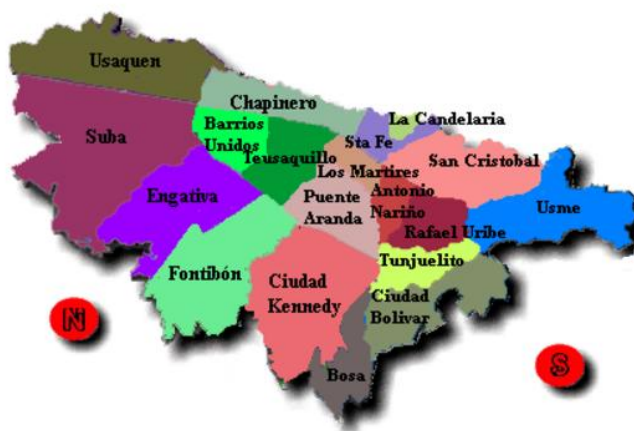 Usaquen
Chapinero
La Candelaria
Suba
Barrios
Unidos
Teusaquillo
Sta Fe
San Cristobal
Los Martires
Engativa
Puente
Aranda
Antonio
Nariño
Usme
Rafael Uribe
Fontibón
Tunjuelito
Ciudad
Kennedy
Ciudad
Bolivar
Bosa
N
S